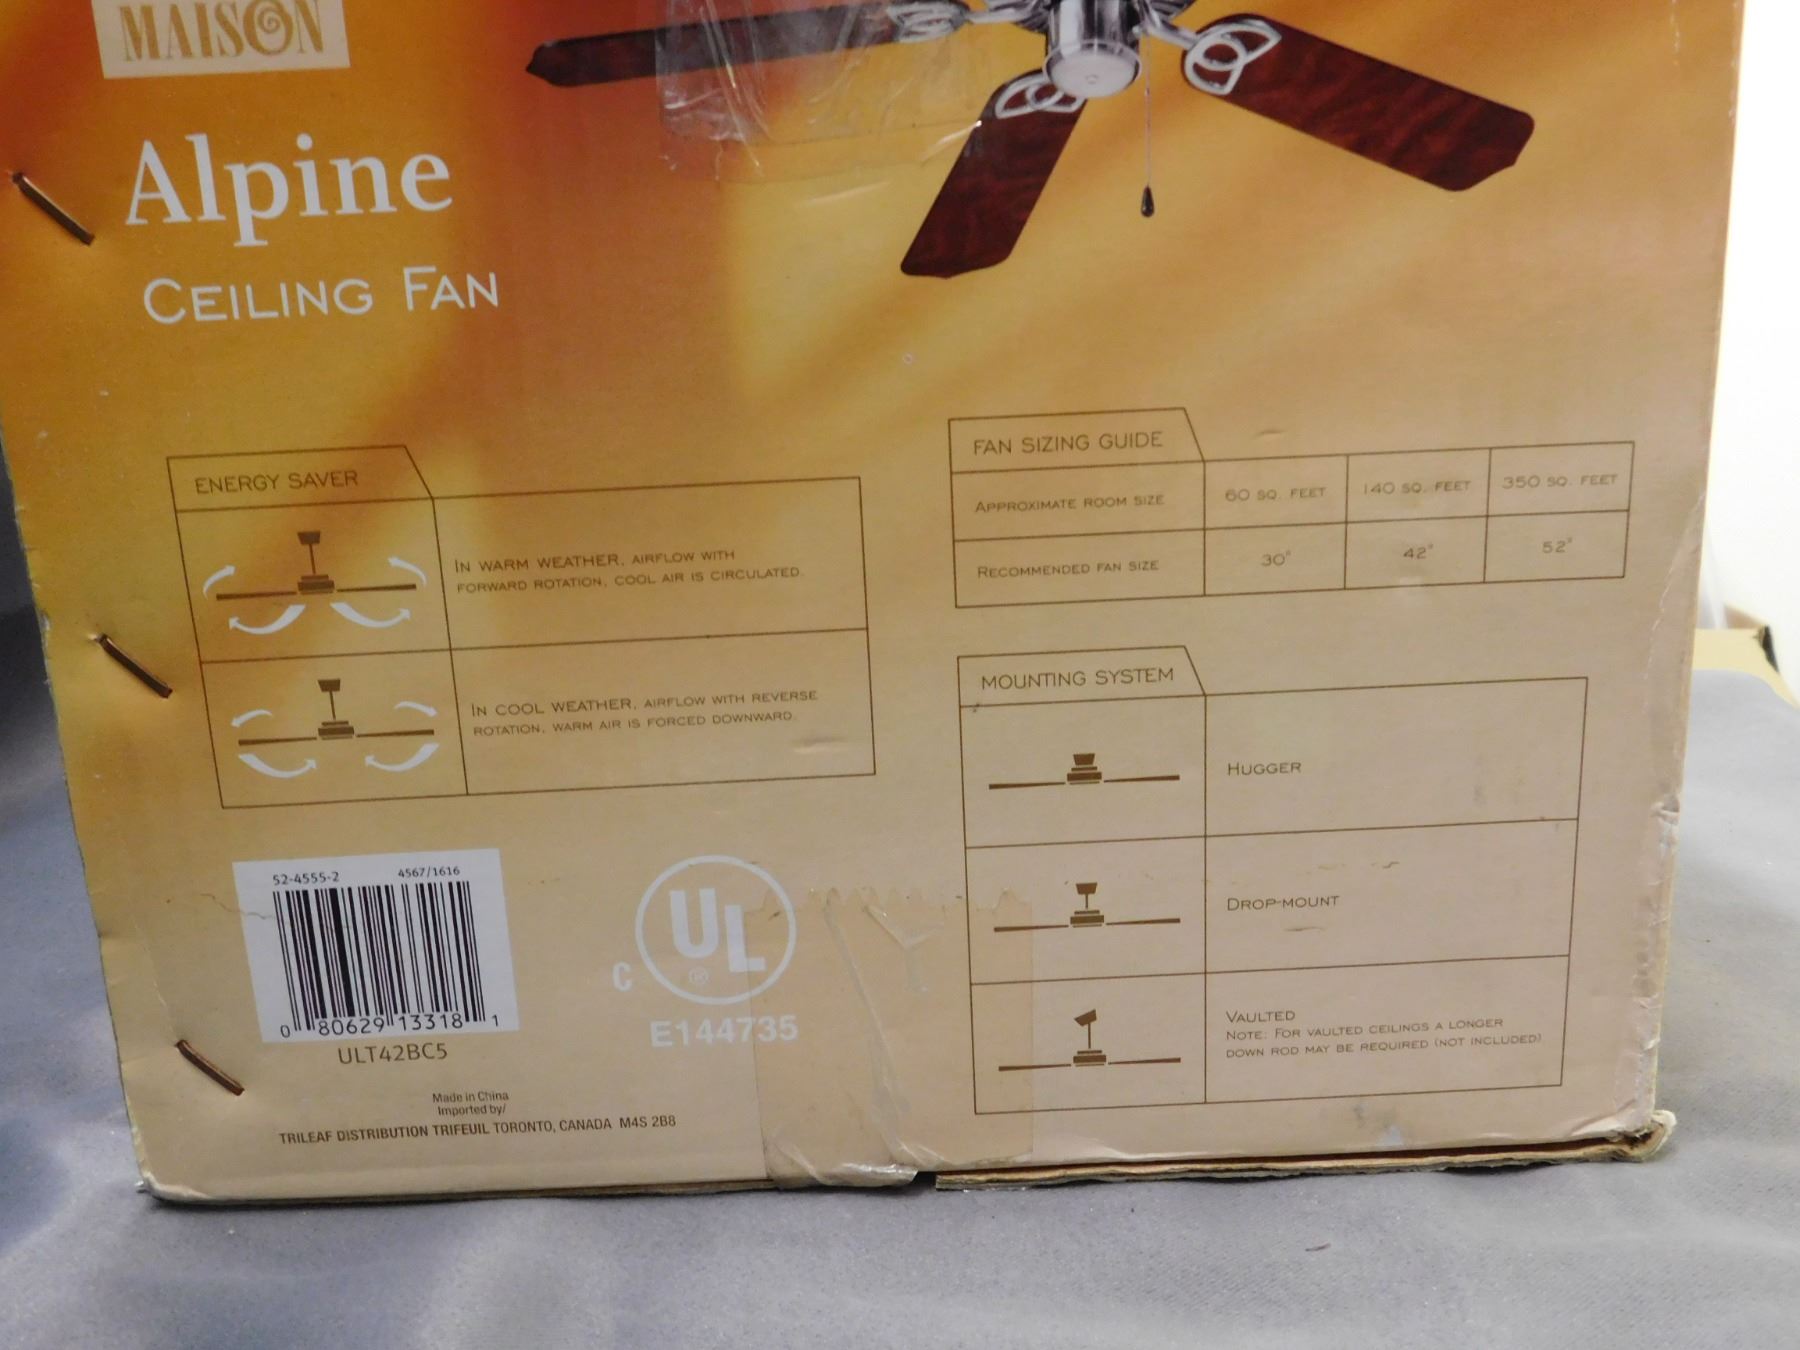 MAISON
Alpine
CEILING FAN
ENERGY SAVER
IN WARM WEATHER, AIRFLOW WITH
FORWARD ROTATION, COOL AIR IS CIRCULATED.
IN COOL WEATHER, AIRFLOW WITH REVERSE
ROTATION, WARM AIR IS FORCED DOWNWARD.
FAN SIZING GUIDE
APPROXIMATE ROOM SIZE 60 SQ. FEET 140 SQ. FEET 350 SQ. FEET
RECOMMENDED FAN SIZE 30" 42" 52"
MOUNTING SYSTEM
HUGGER
DROP-MOUNT
VAULTED
NOTE: FOR VAULTED CEILINGS A LONGER
DOWN ROD MAY BE REQUIRED (NOT INCLUDED)
52-4555-2 4567/1616
0 80629 13318 1
ULT42BC5
C UL ®
E144735
Made in China
Imported by/
TRILEAF DISTRIBUTION TRIFEUIL TORONTO, CANADA M4S 2B8